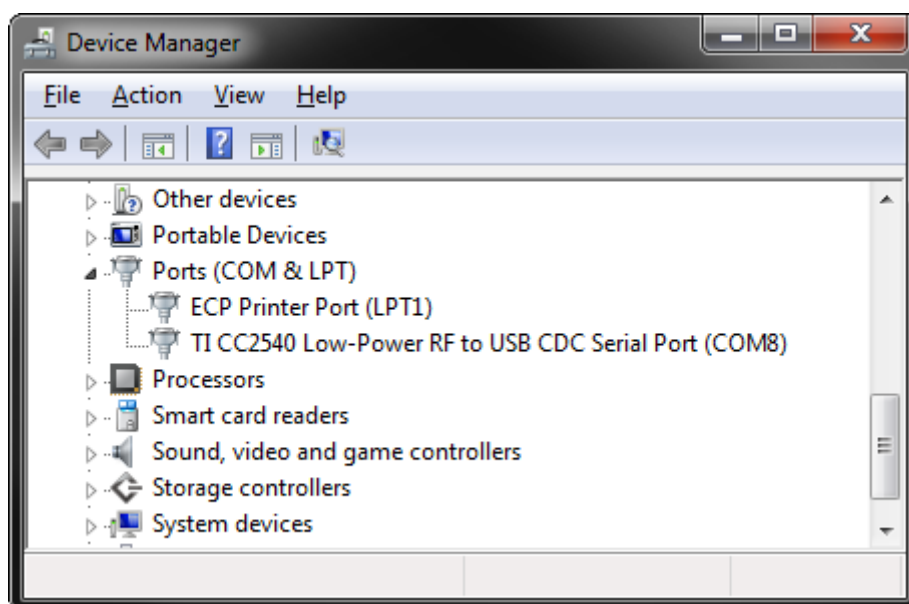 Device Manager
File Action View Help
Other devices
Portable Devices
Ports (COM & LPT)
ECP Printer Port (LPT1)
TI CC2540 Low-Power RF to USB CDC Serial Port (COM8)
Processors
Smart card readers
Sound, video and game controllers
Storage controllers
System devices